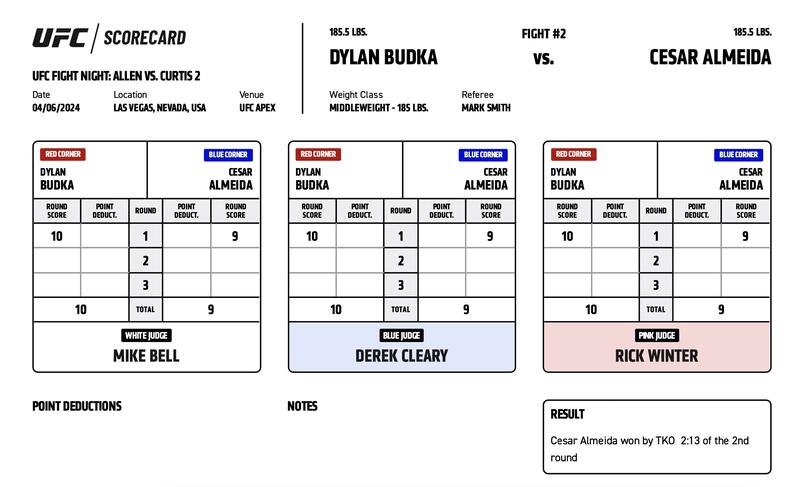 UFC SCORECARD
UFC FIGHT NIGHT: ALLEN VS. CURTIS 2
Date Location Venue
04/06/2024 LAS VEGAS, NEVADA, USA UFC APEX
185.5 LBS. FIGHT #2 185.5 LBS.
DYLAN BUDKA VS. CESAR ALMEIDA
Weight Class Referee
MIDDLEWEIGHT - 185 LBS. MARK SMITH
RED CORNER BLUE CORNER
DYLAN CESAR
BUDKA ALMEIDA
ROUND POINT ROUND POINT ROUND
SCORE DEDUCT. DEDUCT. SCORE
10 1 9
2
3
10 TOTAL 9
WHITE JUDGE
MIKE BELL
RED CORNER BLUE CORNER
DYLAN CESAR
BUDKA ALMEIDA
ROUND POINT ROUND POINT ROUND
SCORE DEDUCT. DEDUCT. SCORE
10 1 9
2
3
10 TOTAL 9
BLUE JUDGE
DEREK CLEARY
RED CORNER BLUE CORNER
DYLAN CESAR
BUDKA ALMEIDA
ROUND POINT ROUND POINT ROUND
SCORE DEDUCT. DEDUCT. SCORE
10 1 9
2
3
10 TOTAL 9
PINK JUDGE
RICK WINTER
POINT DEDUCTIONS
NOTES
RESULT
Cesar Almeida won by TKO 2:13 of the 2nd
round